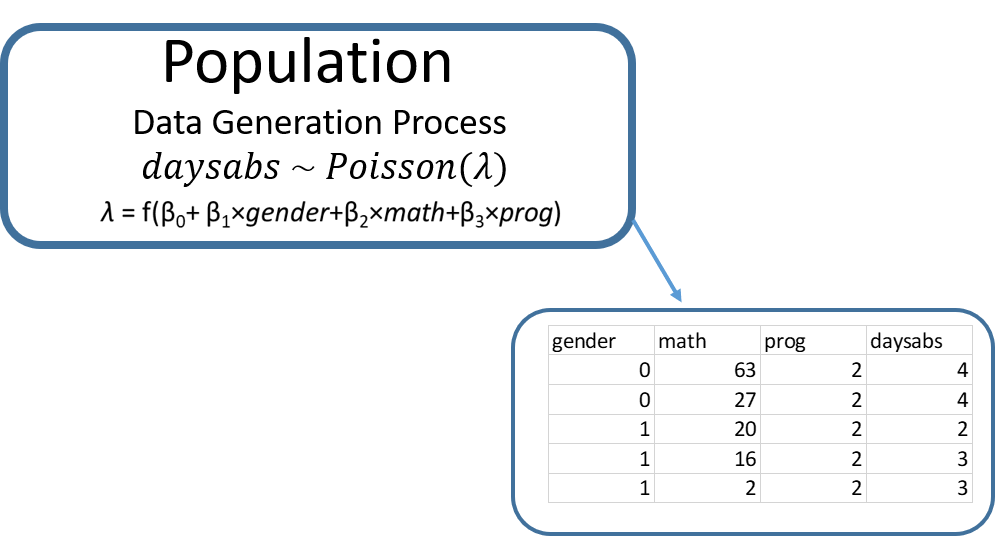 Population
Data Generation Process
daysabs ~ Poisson(λ)
λ = f(β₀+ β₁×gender+β₂×math+β₃×prog)
gender math prog daysabs
0 63 2 4
0 27 2 4
1 20 2 2
1 16 2 3
1 2 2 3